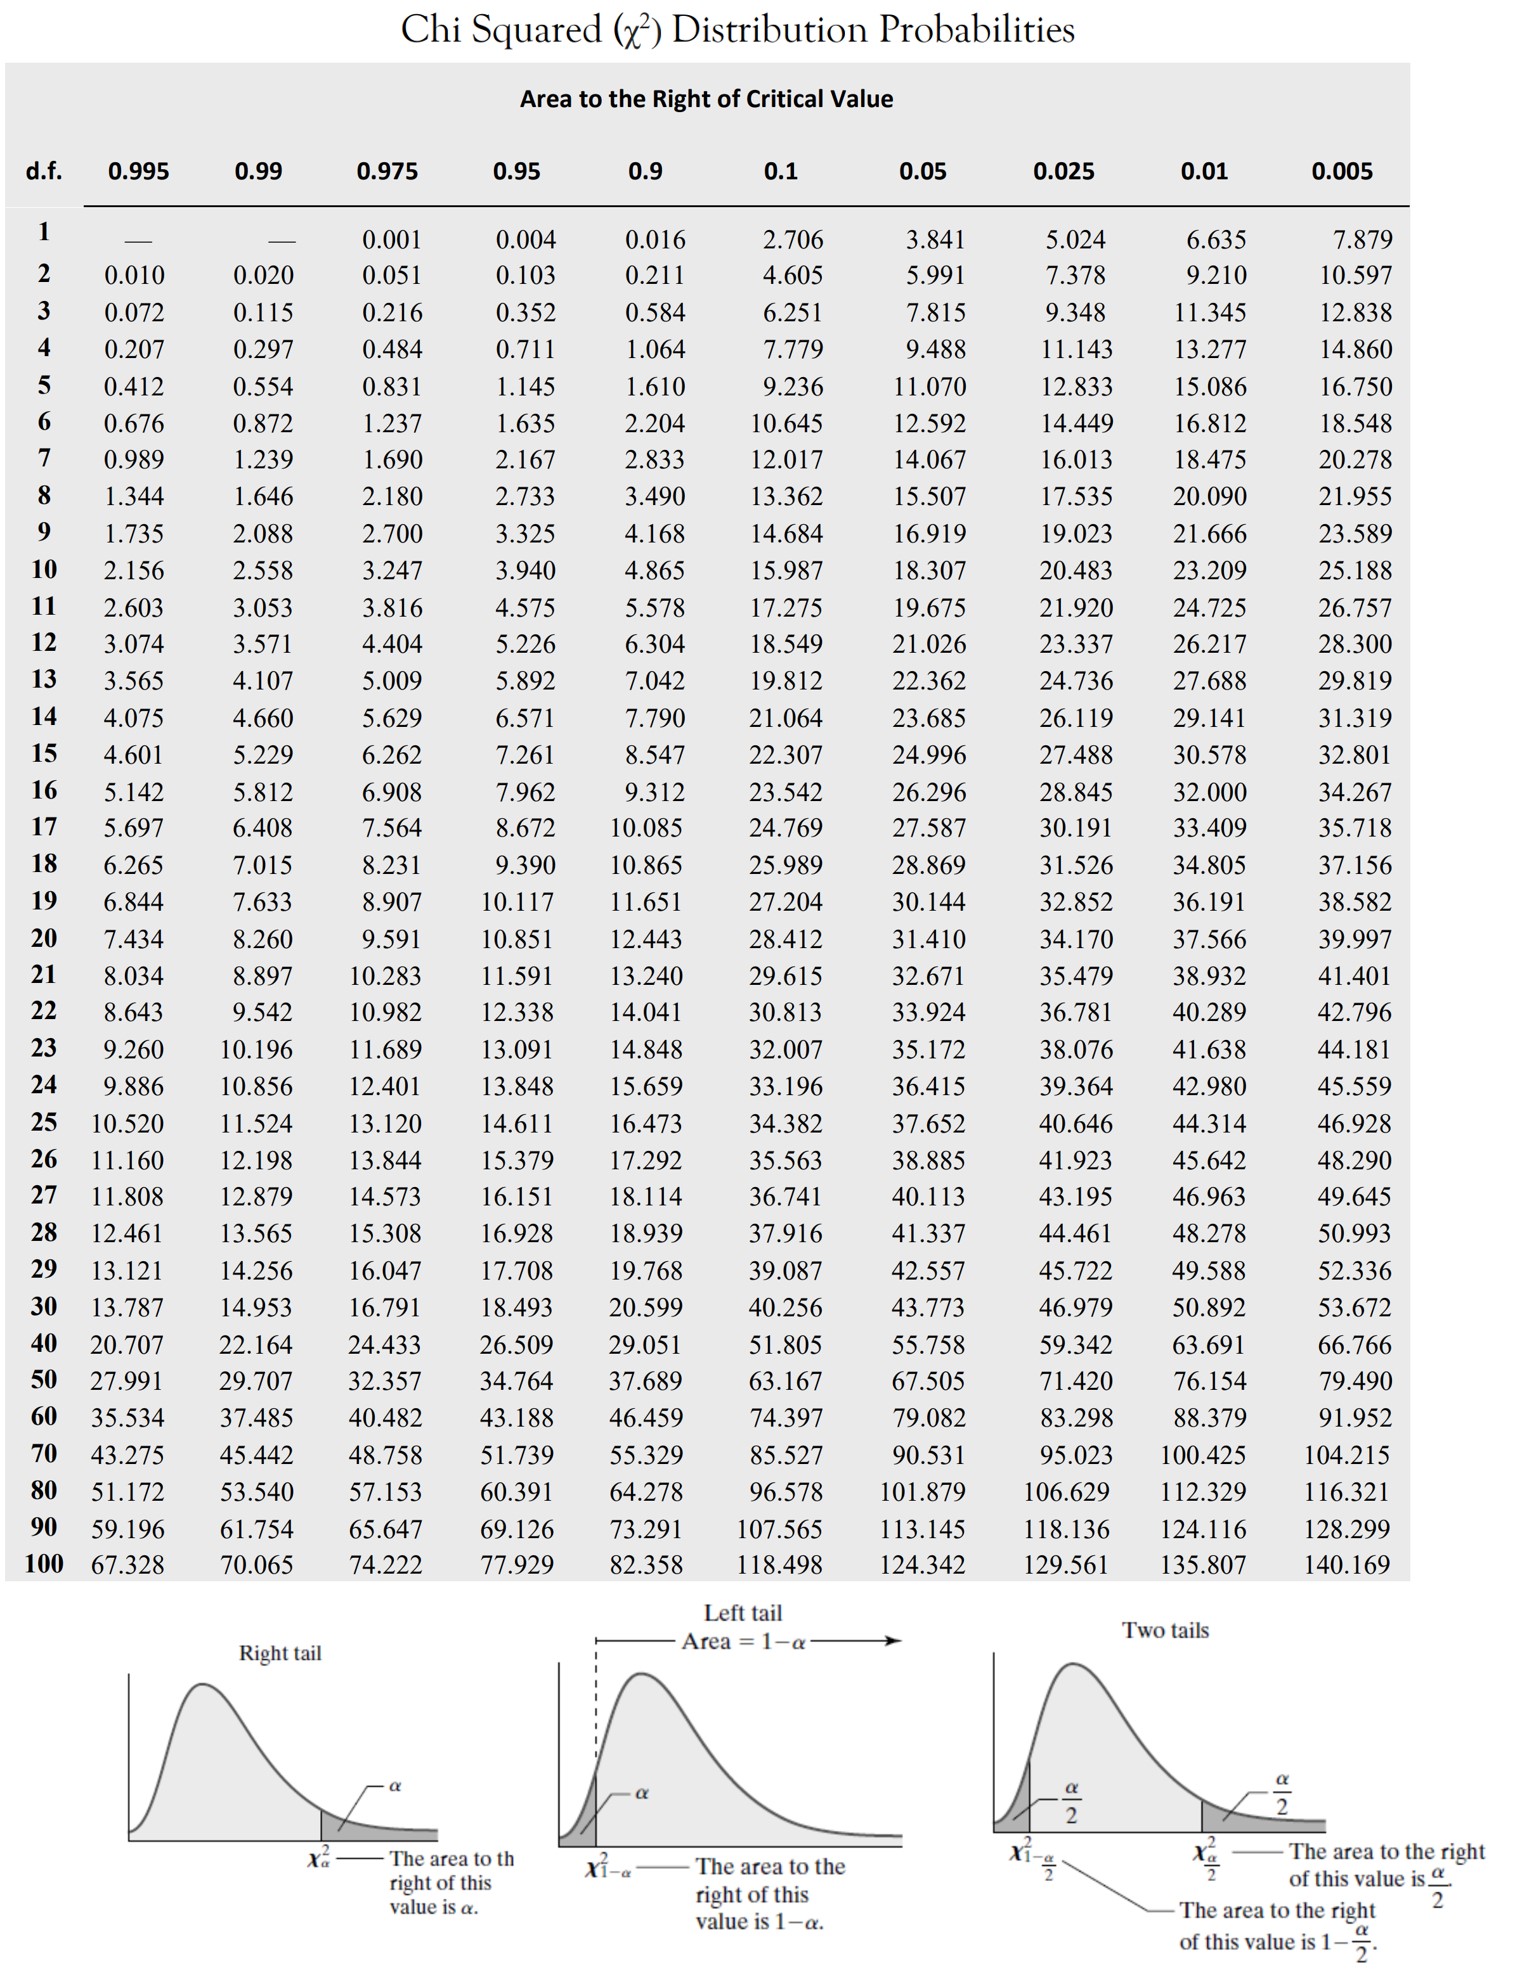 Chi Squared (χ²) Distribution Probabilities
Area to the Right of Critical Value
d.f. 0.995 0.99 0.975 0.95 0.9 0.1 0.05 0.025 0.01 0.005
1 — — 0.001 0.004 0.016 2.706 3.841 5.024 6.635 7.879
2 0.010 0.020 0.051 0.103 0.211 4.605 5.991 7.378 9.210 10.597
3 0.072 0.115 0.216 0.352 0.584 6.251 7.815 9.348 11.345 12.838
4 0.207 0.297 0.484 0.711 1.064 7.779 9.488 11.143 13.277 14.860
5 0.412 0.554 0.831 1.145 1.610 9.236 11.070 12.833 15.086 16.750
6 0.676 0.872 1.237 1.635 2.204 10.645 12.592 14.449 16.812 18.548
7 0.989 1.239 1.690 2.167 2.833 12.017 14.067 16.013 18.475 20.278
8 1.344 1.646 2.180 2.733 3.490 13.362 15.507 17.535 20.090 21.955
9 1.735 2.088 2.700 3.325 4.168 14.684 16.919 19.023 21.666 23.589
10 2.156 2.558 3.247 3.940 4.865 15.987 18.307 20.483 23.209 25.188
11 2.603 3.053 3.816 4.575 5.578 17.275 19.675 21.920 24.725 26.757
12 3.074 3.571 4.404 5.226 6.304 18.549 21.026 23.337 26.217 28.300
13 3.565 4.107 5.009 5.892 7.042 19.812 22.362 24.736 27.688 29.819
14 4.075 4.660 5.629 6.571 7.790 21.064 23.685 26.119 29.141 31.319
15 4.601 5.229 6.262 7.261 8.547 22.307 24.996 27.488 30.578 32.801
16 5.142 5.812 6.908 7.962 9.312 23.542 26.296 28.845 32.000 34.267
17 5.697 6.408 7.564 8.672 10.085 24.769 27.587 30.191 33.409 35.718
18 6.265 7.015 8.231 9.390 10.865 25.989 28.869 31.526 34.805 37.156
19 6.844 7.633 8.907 10.117 11.651 27.204 30.144 32.852 36.191 38.582
20 7.434 8.260 9.591 10.851 12.443 28.412 31.410 34.170 37.566 39.997
21 8.034 8.897 10.283 11.591 13.240 29.615 32.671 35.479 38.932 41.401
22 8.643 9.542 10.982 12.338 14.041 30.813 33.924 36.781 40.289 42.796
23 9.260 10.196 11.689 13.091 14.848 32.007 35.172 38.076 41.638 44.181
24 9.886 10.856 12.401 13.848 15.659 33.196 36.415 39.364 42.980 45.559
25 10.520 11.524 13.120 14.611 16.473 34.382 37.652 40.646 44.314 46.928
26 11.160 12.198 13.844 15.379 17.292 35.563 38.885 41.923 45.642 48.290
27 11.808 12.879 14.573 16.151 18.114 36.741 40.113 43.195 46.963 49.645
28 12.461 13.565 15.308 16.928 18.939 37.916 41.337 44.461 48.278 50.993
29 13.121 14.256 16.047 17.708 19.768 39.087 42.557 45.722 49.588 52.336
30 13.787 14.953 16.791 18.493 20.599 40.256 43.773 46.979 50.892 53.672
40 20.707 22.164 24.433 26.509 29.051 51.805 55.758 59.342 63.691 66.766
50 27.991 29.707 32.357 34.764 37.689 63.167 67.505 71.420 76.154 79.490
60 35.534 37.485 40.482 43.188 46.459 74.397 79.082 83.298 88.379 91.952
70 43.275 45.442 48.758 51.739 55.329 85.527 90.531 95.023 100.425 104.215
80 51.172 53.540 57.153 60.391 64.278 96.578 101.879 106.629 112.329 116.321
90 59.196 61.754 65.647 69.126 73.291 107.565 113.145 118.136 124.116 128.299
100 67.328 70.065 74.222 77.929 82.358 118.498 124.342 129.561 135.807 140.169
Right tail
α
χ²α
The area to th
right of this
value is α.
Left tail
Area = 1−α
α
χ²1−α
The area to the
right of this
value is 1−α.
Two tails
α/2
α/2
χ²1−α/2
χ²α/2
The area to the right
of this value is α/2.
The area to the right
of this value is 1−α/2.